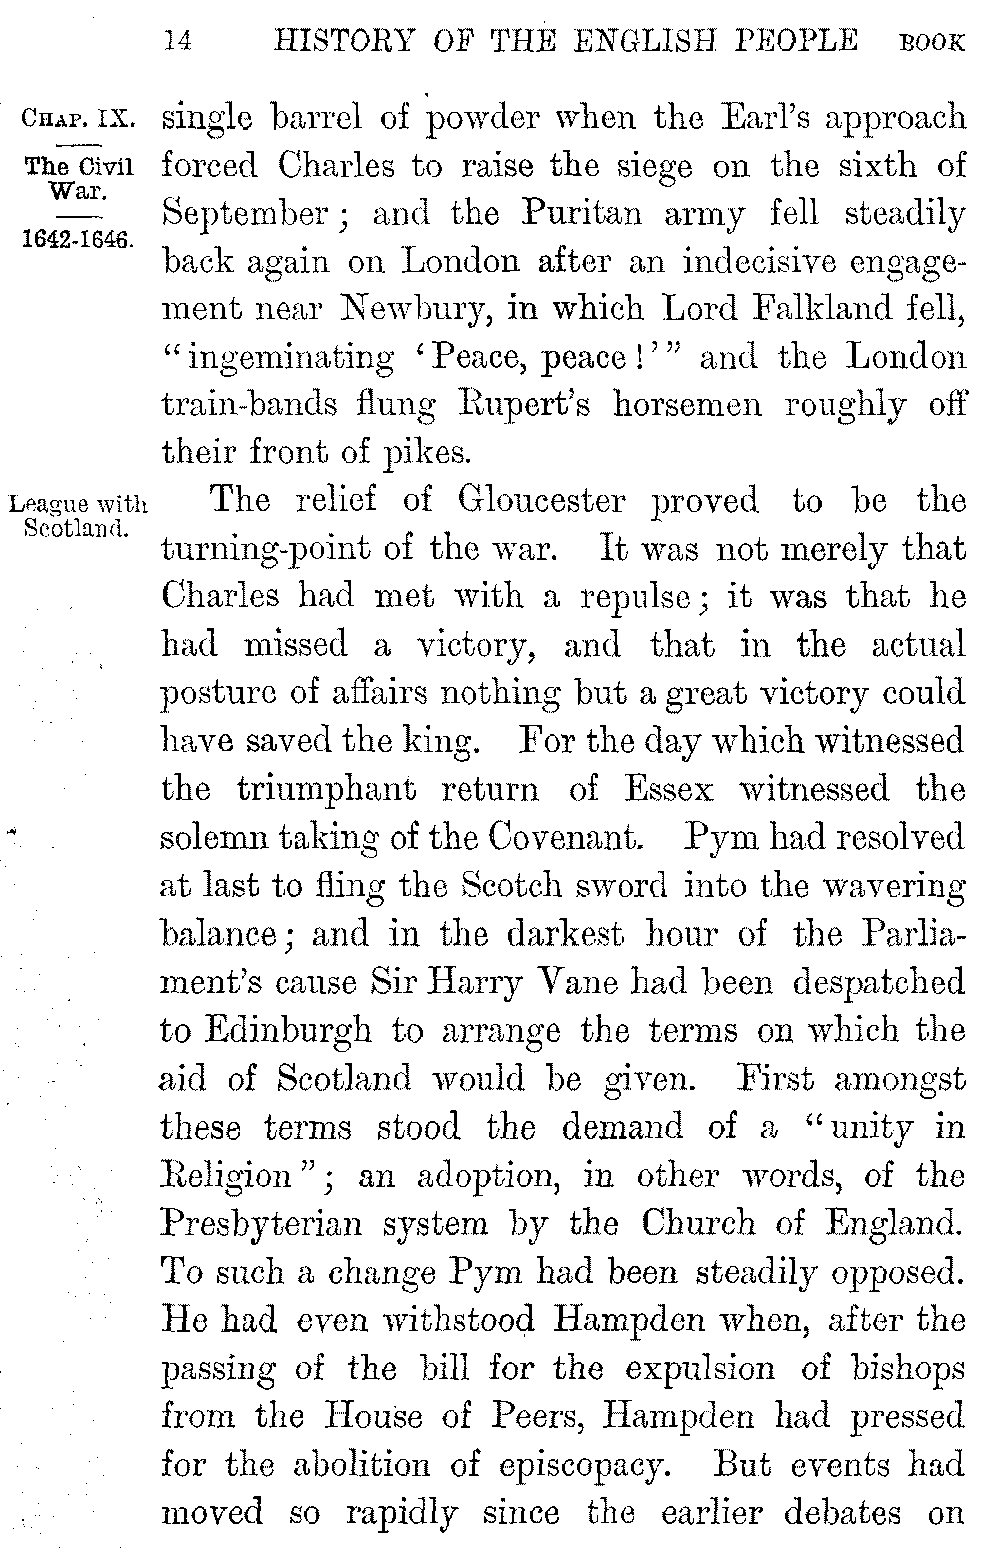 14 HISTORY OF THE ENGLISH PEOPLE BOOK
CHAP. IX.
The Civil
War.
1642-1646.
single barrel of powder when the Earl's approach
forced Charles to raise the siege on the sixth of
September; and the Puritan army fell steadily
back again on London after an indecisive engage-
ment near Newbury, in which Lord Falkland fell,
"ingeminating 'Peace, peace!'" and the London
train-bands flung Rupert's horsemen roughly off
their front of pikes.
League with
Scotland.
The relief of Gloucester proved to be the
turning-point of the war. It was not merely that
Charles had met with a repulse; it was that he
had missed a victory, and that in the actual
posture of affairs nothing but a great victory could
have saved the king. For the day which witnessed
the triumphant return of Essex witnessed the
solemn taking of the Covenant. Pym had resolved
at last to fling the Scotch sword into the wavering
balance; and in the darkest hour of the Parlia-
ment's cause Sir Harry Vane had been despatched
to Edinburgh to arrange the terms on which the
aid of Scotland would be given. First amongst
these terms stood the demand of a "unity in
Religion"; an adoption, in other words, of the
Presbyterian system by the Church of England.
To such a change Pym had been steadily opposed.
He had even withstood Hampden when, after the
passing of the bill for the expulsion of bishops
from the House of Peers, Hampden had pressed
for the abolition of episcopacy. But events had
moved so rapidly since the earlier debates on